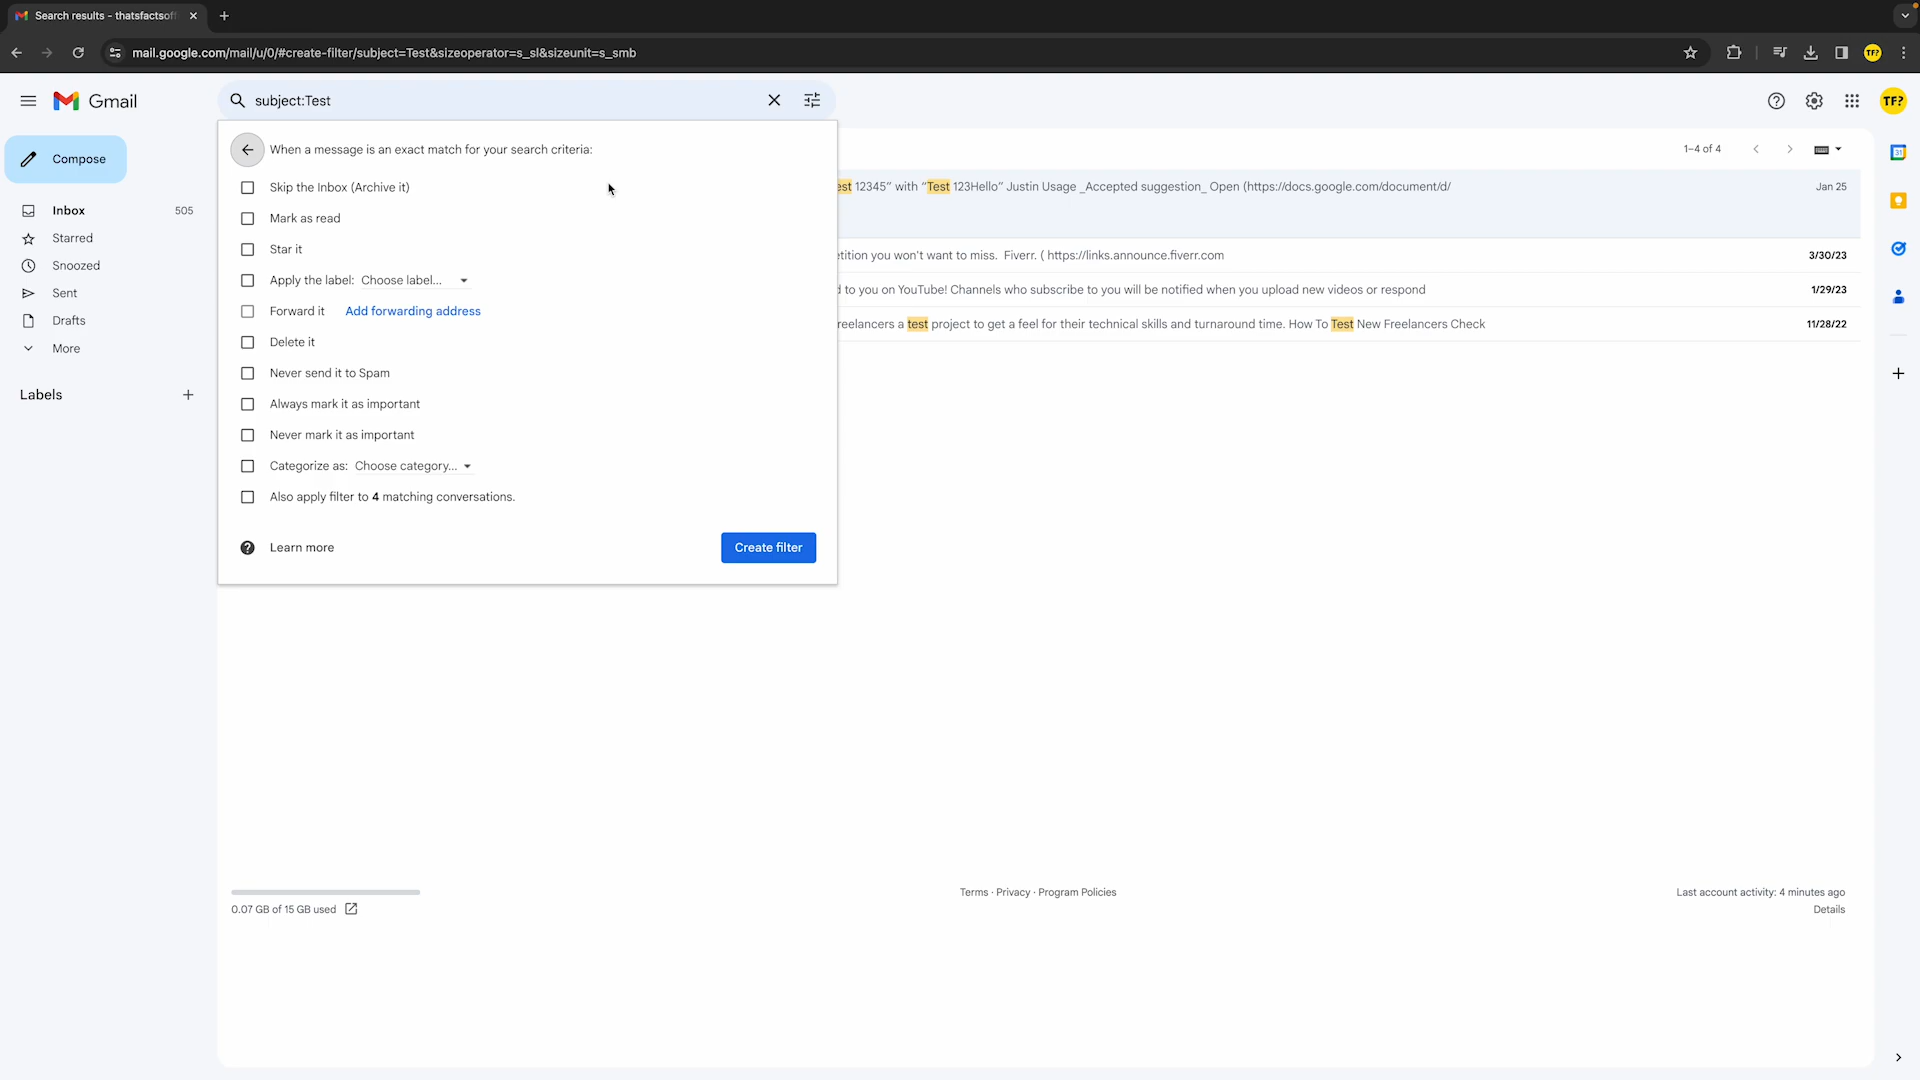 Search results - thatsfactsoff
mail.google.com/mail/u/0/#create-filter/subject=Test&sizeoperator=s_sl&sizeunit=s_smb
TF?
Gmail
subject:Test
TF?
Compose
When a message is an exact match for your search criteria:
1–4 of 4
31
Skip the Inbox (Archive it)
12345" with "Test 123Hello" Justin Usage _Accepted suggestion_ Open (https://docs.google.com/document/d/
Jan 25
Inbox 505
Mark as read
Starred
Star it
you won't want to miss. Fiverr. ( https://links.announce.fiverr.com
3/30/23
Snoozed
Apply the label: Choose label...
to you on YouTube! Channels who subscribe to you will be notified when you upload new videos or respond
1/29/23
Sent
Forward it Add forwarding address
a test project to get a feel for their technical skills and turnaround time. How To Test New Freelancers Check
11/28/22
Drafts
Delete it
More
Never send it to Spam
Labels
Always mark it as important
Never mark it as important
Categorize as: Choose category...
Also apply filter to 4 matching conversations.
Learn more
Create filter
0.07 GB of 15 GB used
Terms · Privacy · Program Policies
Last account activity: 4 minutes ago
Details